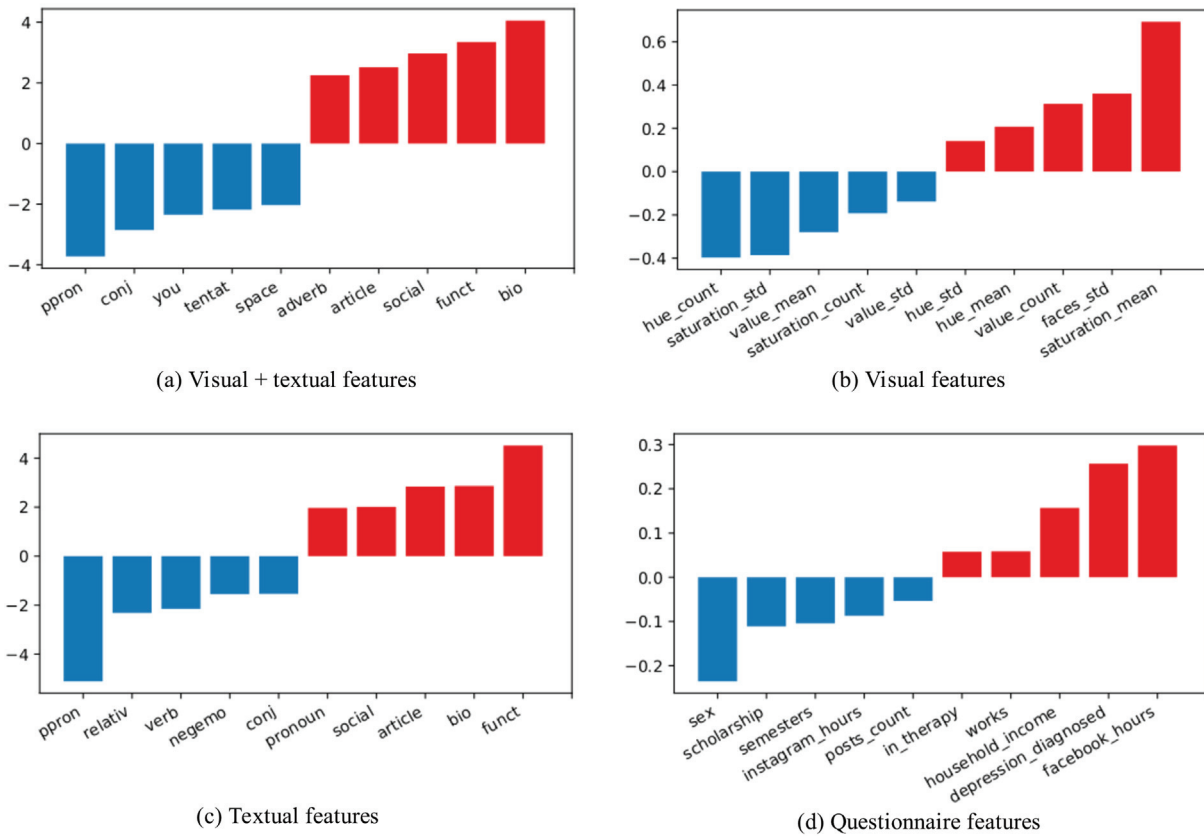 4
2
0
−2
−4
ppron
conj
you
tentat
space
adverb
article
social
funct
bio
(a) Visual + textual features
0.6
0.4
0.2
0.0
−0.2
−0.4
hue_count
saturation_std
value_mean
saturation_count
value_std
hue_std
hue_mean
value_count
faces_std
saturation_mean
(b) Visual features
4
2
0
−2
−4
ppron
relativ
verb
negemo
conj
pronoun
social
article
bio
funct
(c) Textual features
0.3
0.2
0.1
0.0
−0.1
−0.2
sex
scholarship
semesters
instagram_hours
posts_count
in_therapy
works
household_income
depression_diagnosed
facebook_hours
(d) Questionnaire features